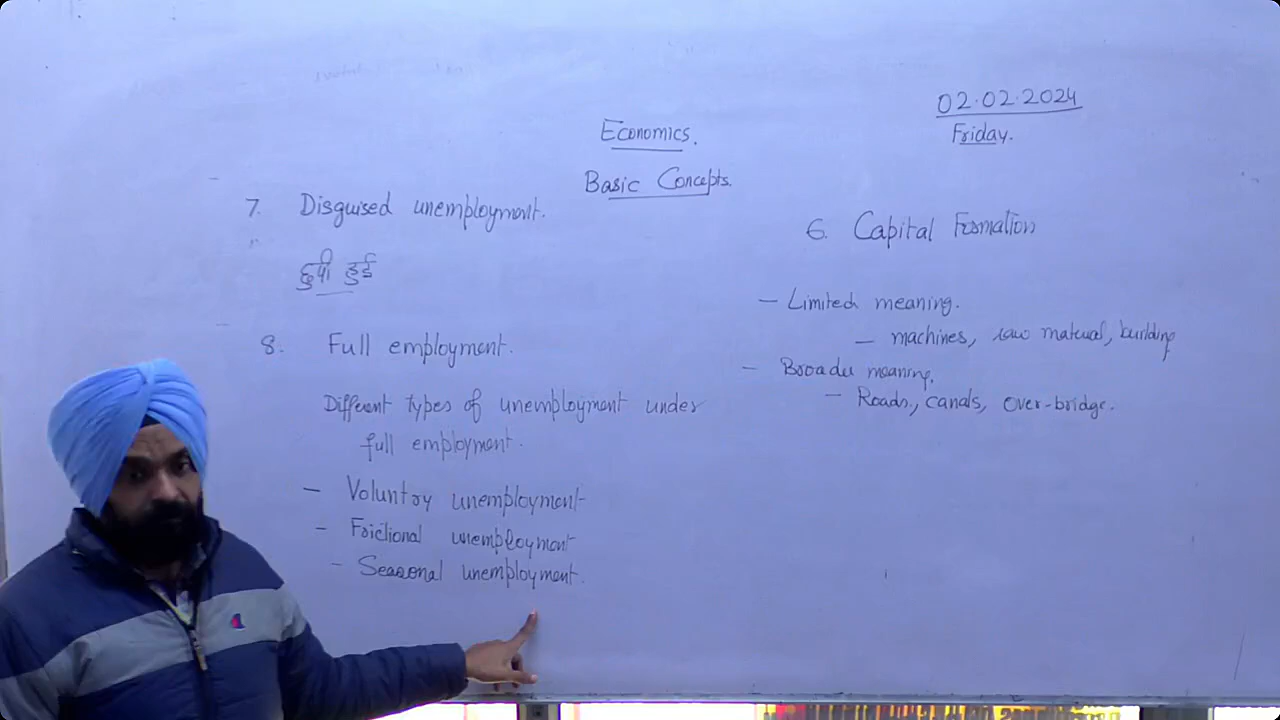 02.02.2024
Friday.
Economics.
Basic Concepts.
7. Disguised unemployment.
छुपी हुई
8. Full employment.
Different types of unemployment under
full employment.
- Voluntry unemployment
- Frictional unemployment
- Seasonal unemployment.
6. Capital Formation
- Limited meaning.
- machines, raw material, building
- Broader meaning.
- Roads, canals, over-bridge.